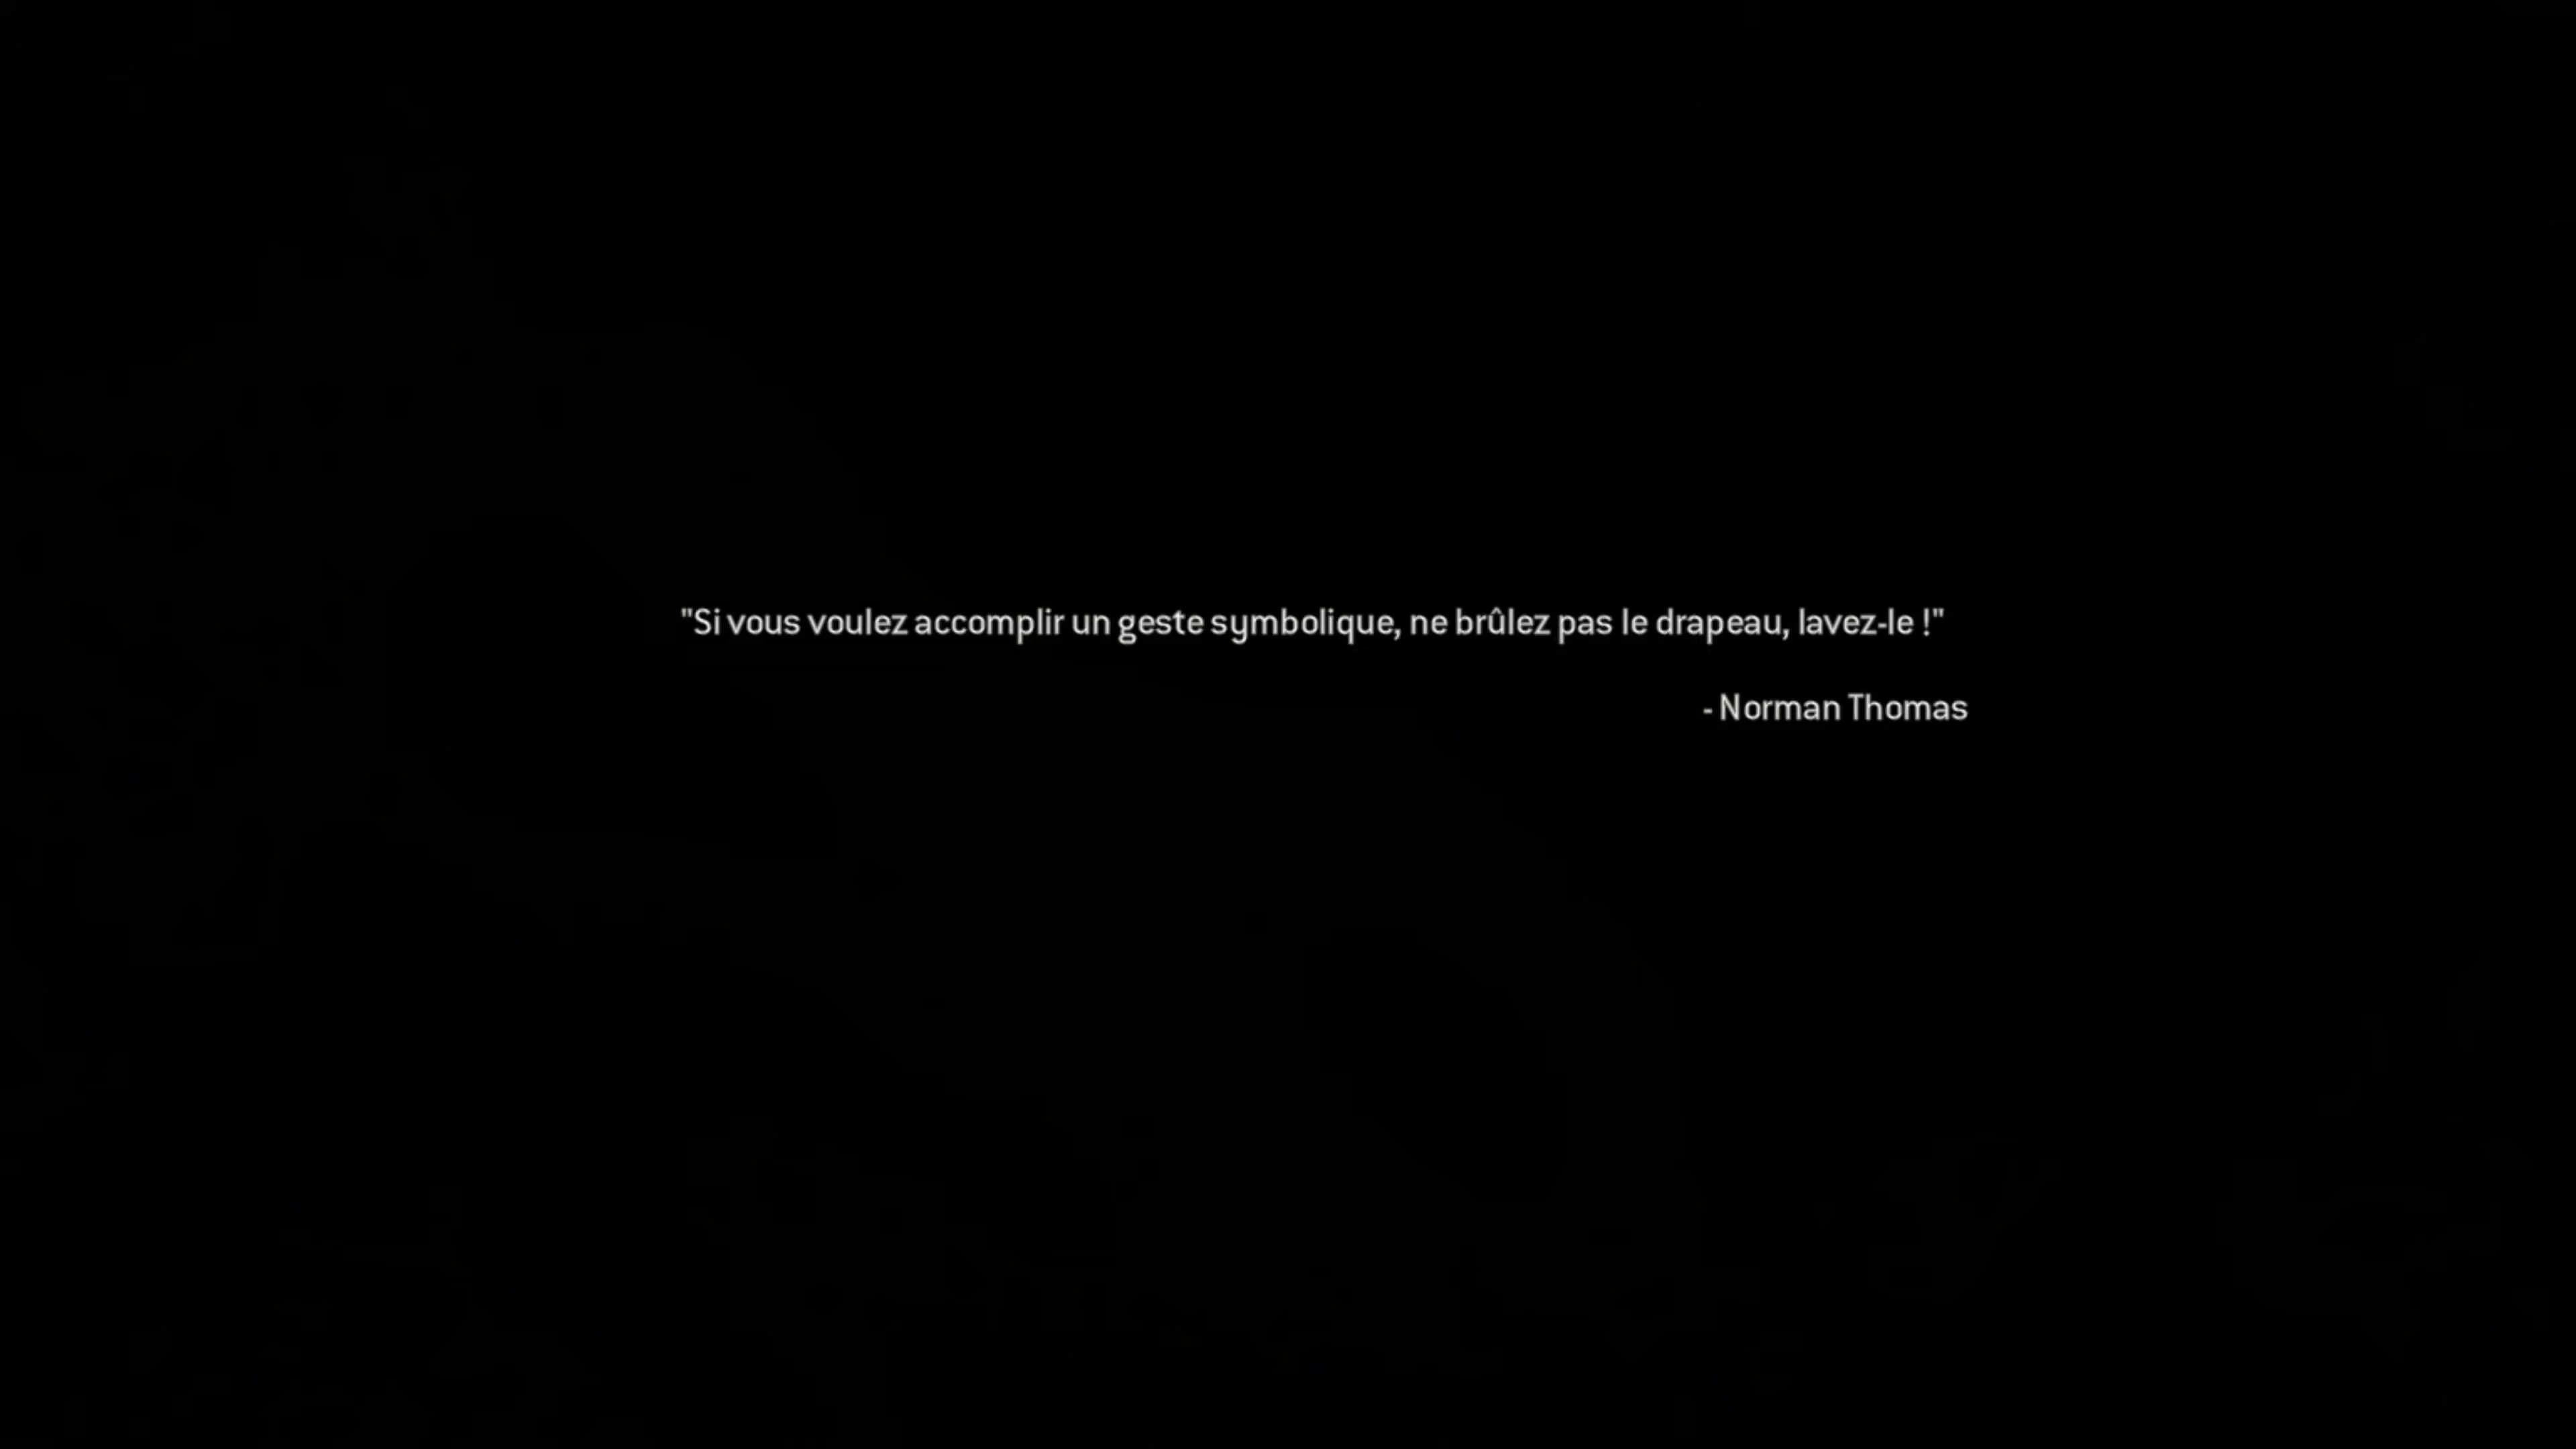 "Si vous voulez accomplir un geste symbolique, ne brûlez pas le drapeau, lavez-le !"
- Norman Thomas